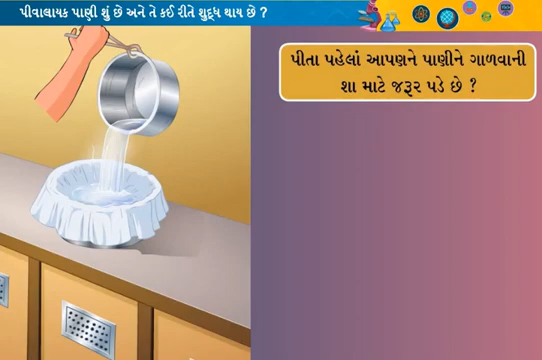 પીવાલાયક પાણી શું છે અને તે કઈ રીતે શુદ્ધ થાય છે ?
પીતા પહેલાં આપણને પાણીને ગાળવાની
શા માટે જરૂર પડે છે ?